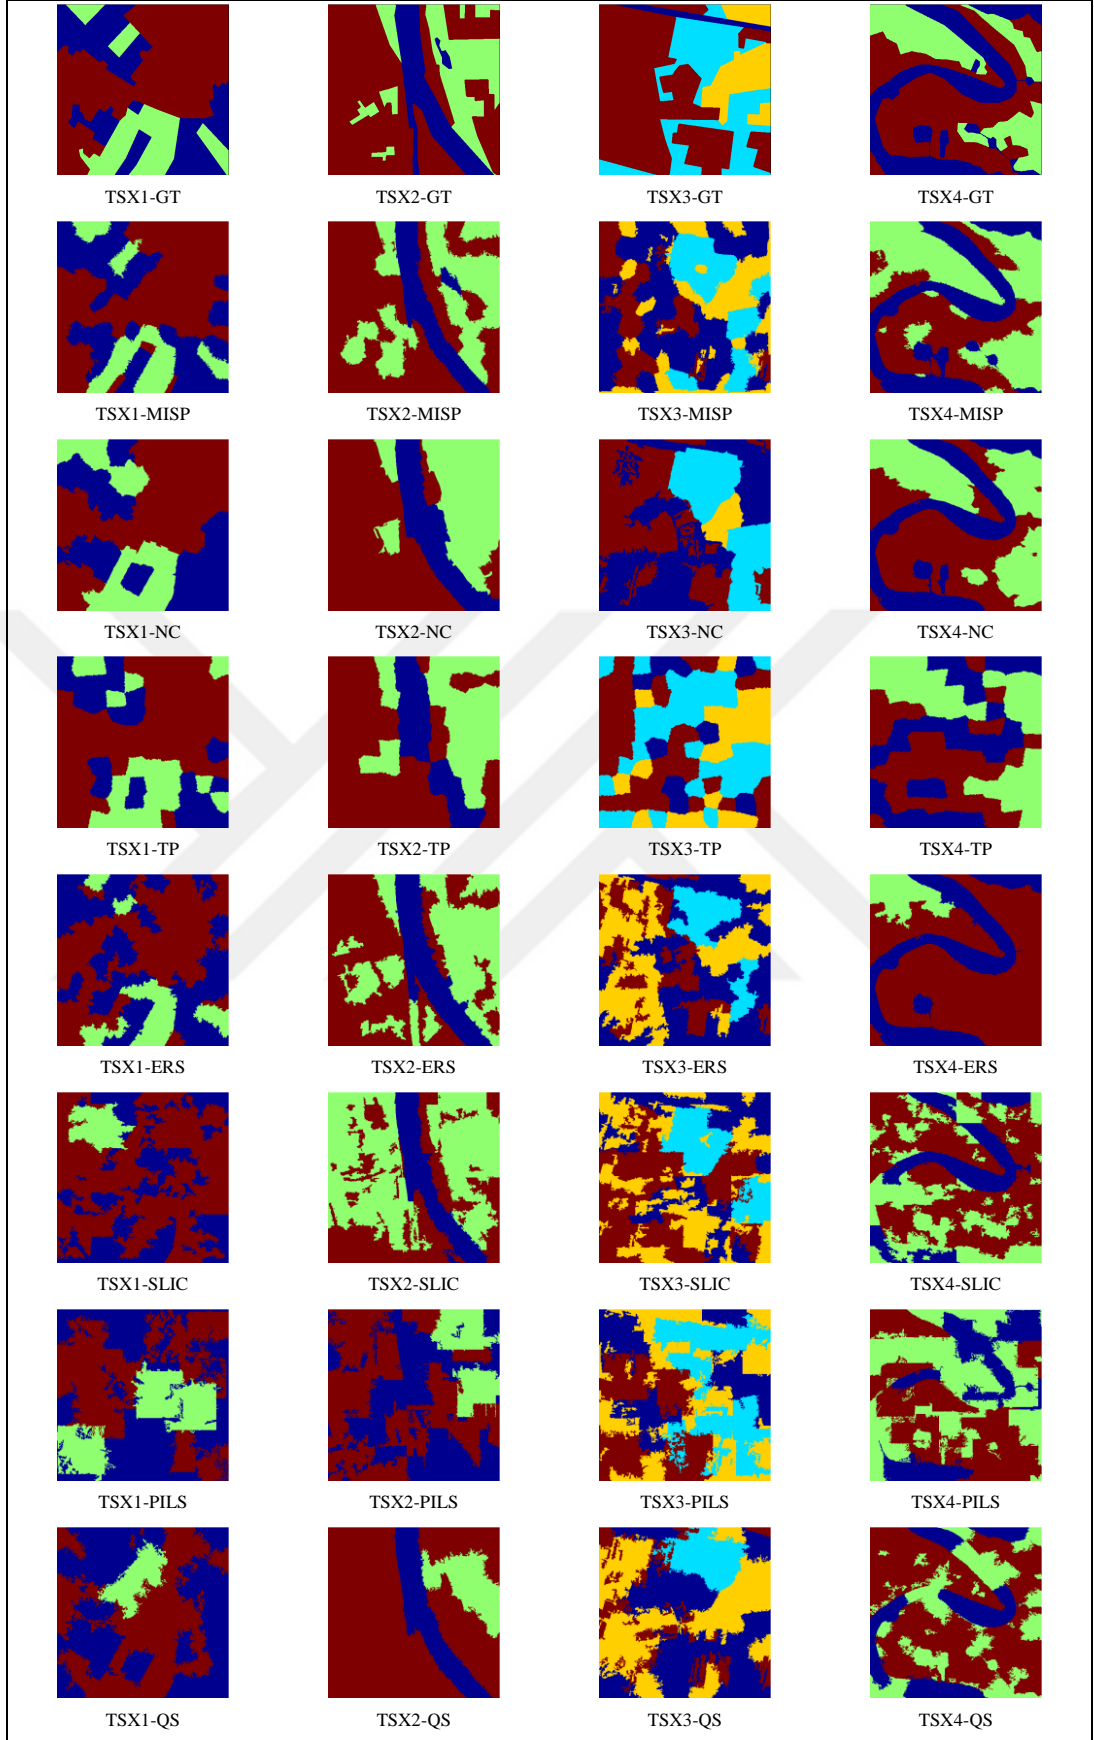 TSX1-GT TSX2-GT TSX3-GT TSX4-GT
TSX1-MISP TSX2-MISP TSX3-MISP TSX4-MISP
TSX1-NC TSX2-NC TSX3-NC TSX4-NC
TSX1-TP TSX2-TP TSX3-TP TSX4-TP
TSX1-ERS TSX2-ERS TSX3-ERS TSX4-ERS
TSX1-SLIC TSX2-SLIC TSX3-SLIC TSX4-SLIC
TSX1-PILS TSX2-PILS TSX3-PILS TSX4-PILS
TSX1-QS TSX2-QS TSX3-QS TSX4-QS